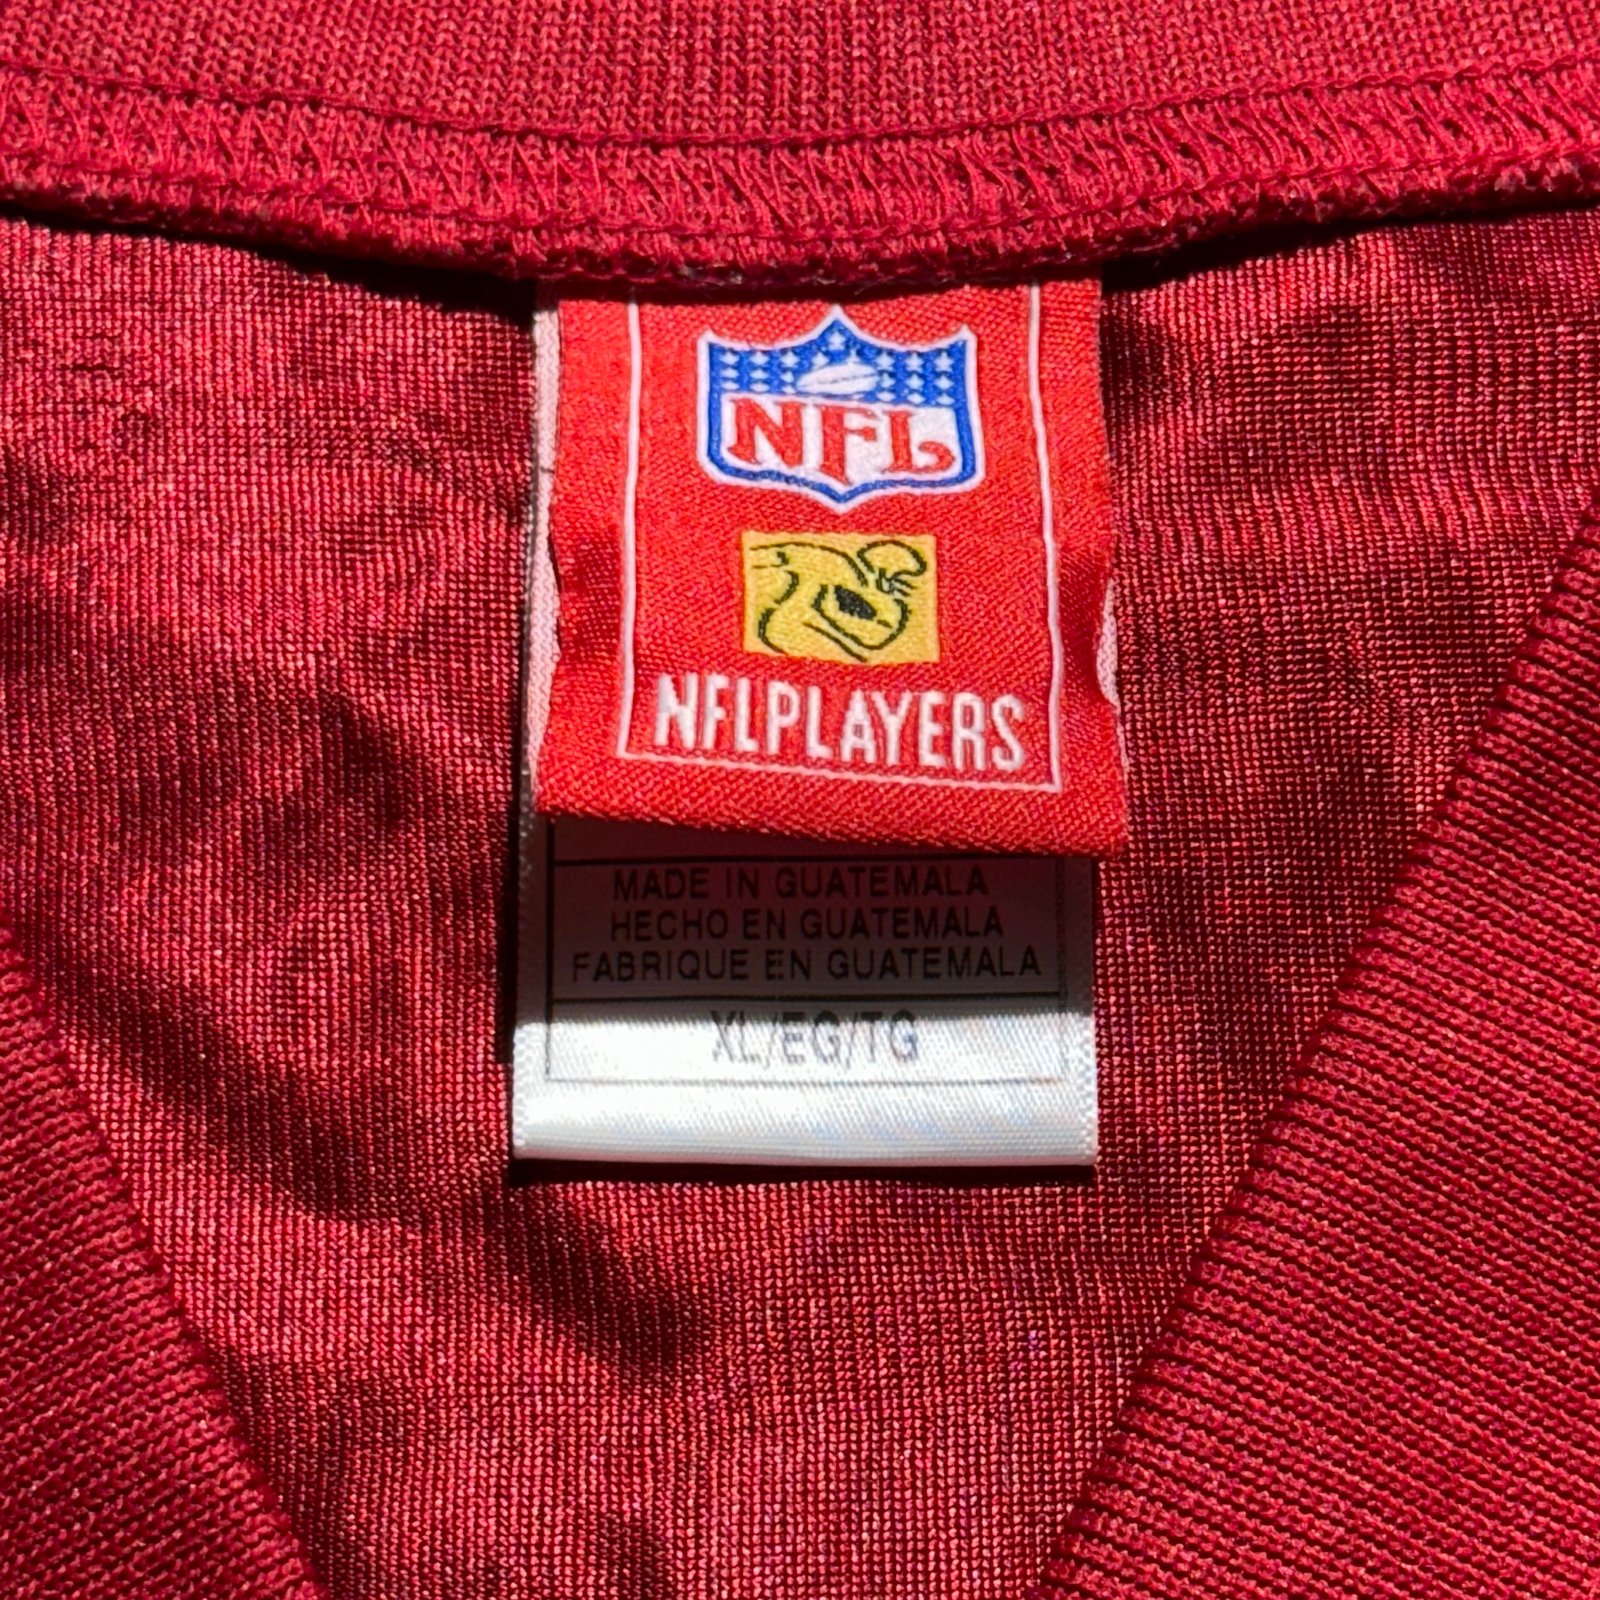 NFL
NFLPLAYERS
MADE IN GUATEMALA
HECHO EN GUATEMALA
FABRIQUE EN GUATEMALA
XL/EG/TG